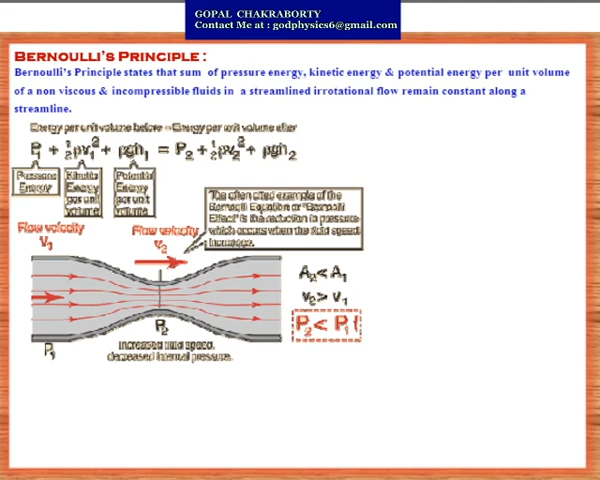 GOPAL CHAKRABORTY
Contact Me at : godphysics6@gmail.com
BERNOULLI'S PRINCIPLE :
Bernoulli's Principle states that sum of pressure energy, kinetic energy & potential energy per unit volume
of a non viscous & incompressible fluids in a streamlined irrotational flow remain constant along a
streamline.
Energy per unit volume before = Energy per unit volume after
P₁ + ½ρv₁² + ρgh₁ = P₂ + ½ρv₂² + ρgh₂
Pressure
Energy
Kinetic
Energy
per unit
volume
Potential
Energy
per unit
volume
The often cited example of the
Bernoulli Equation or "Bernoulli
Effect" is the reduction in pressure
which occurs when the fluid speed
increases.
Flow velocity
v₁
Flow velocity
v₂
A₂ < A₁
v₂ > v₁
P₂ < P₁ !
P₁
P₂
Increased fluid speed,
decreased internal pressure.